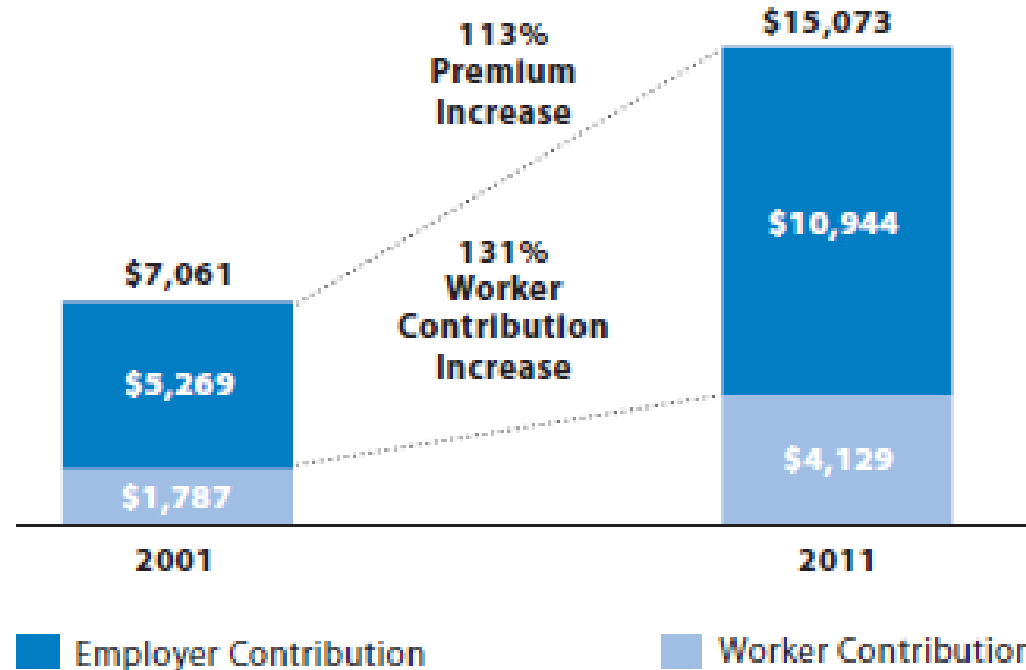 $15,073
113%
Premium
Increase
$10,944
131%
Worker
Contribution
Increase
$7,061
$5,269
$4,129
$1,787
2001
2011
Employer Contribution
Worker Contribution